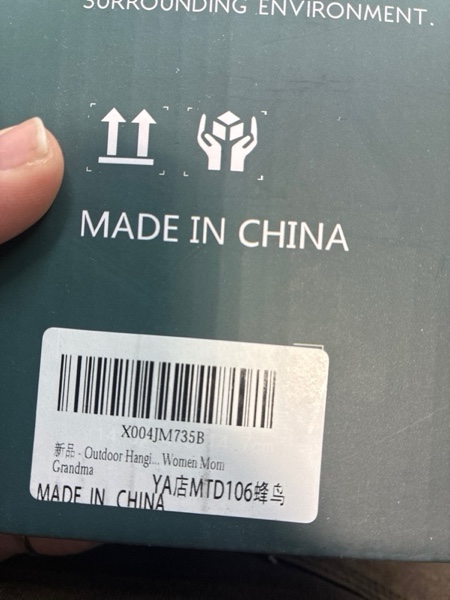 SURROUNDING ENVIRONMENT.
MADE IN CHINA
X004JM735B
新品 - Outdoor Hangi... Women Mom
Grandma
YA店MTD106蜂鸟
MADE IN CHINA